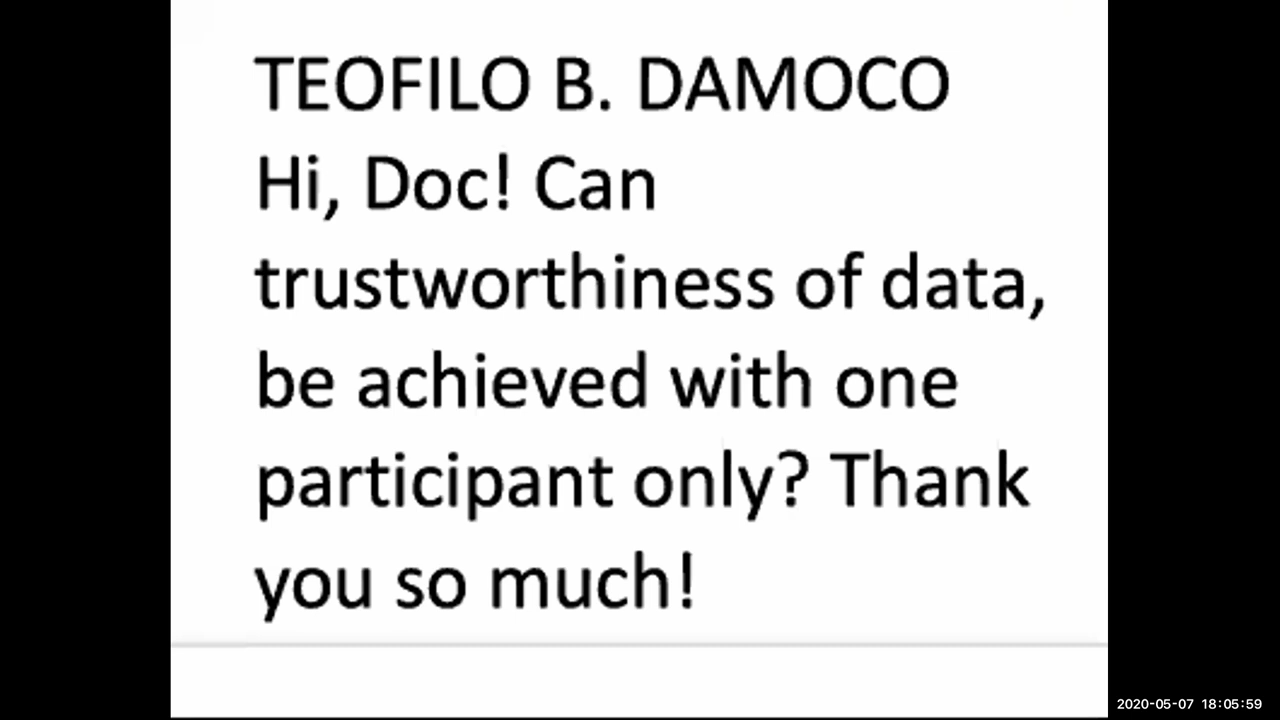 TEOFILO B. DAMOCO
Hi, Doc! Can
trustworthiness of data,
be achieved with one
participant only? Thank
you so much!
2020-05-07 18:05:59